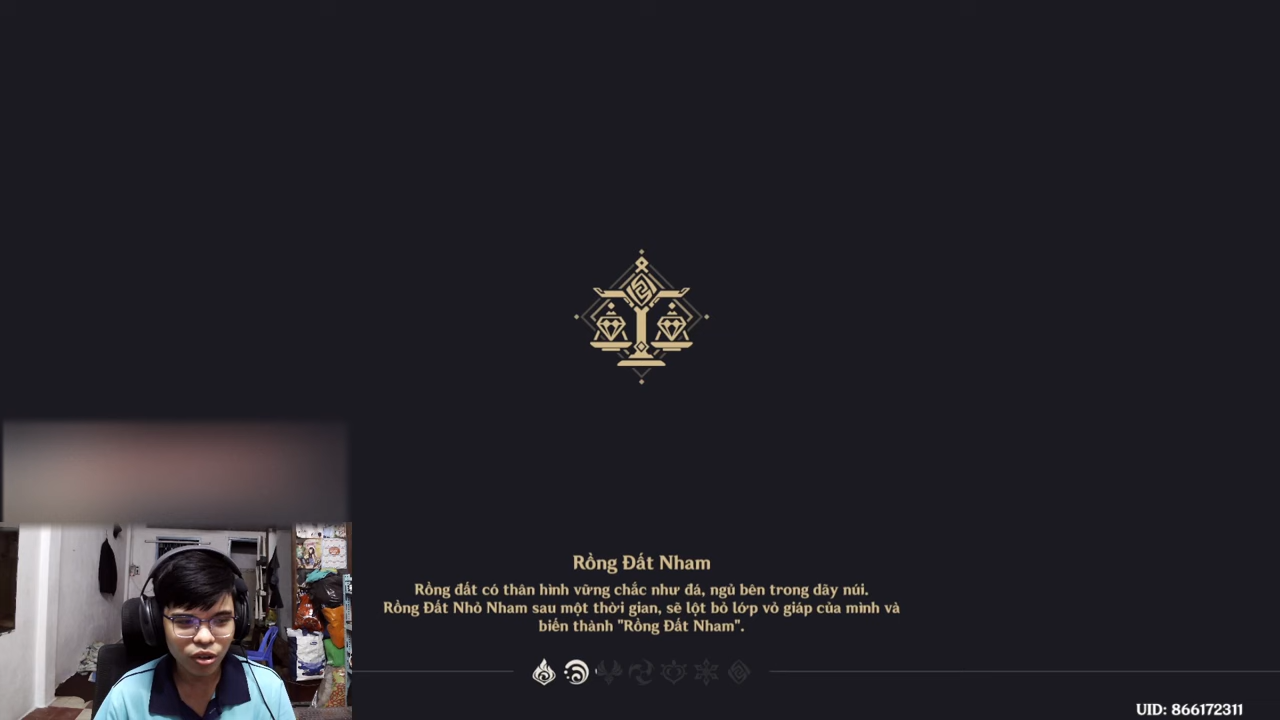 Rồng Đất Nham
Rồng đất có thân hình vững chắc như đá, ngủ bên trong dãy núi.
Rồng Đất Nhỏ Nham sau một thời gian, sẽ lột bỏ lớp vỏ giáp của mình và
biến thành "Rồng Đất Nham".
UID: 866172311